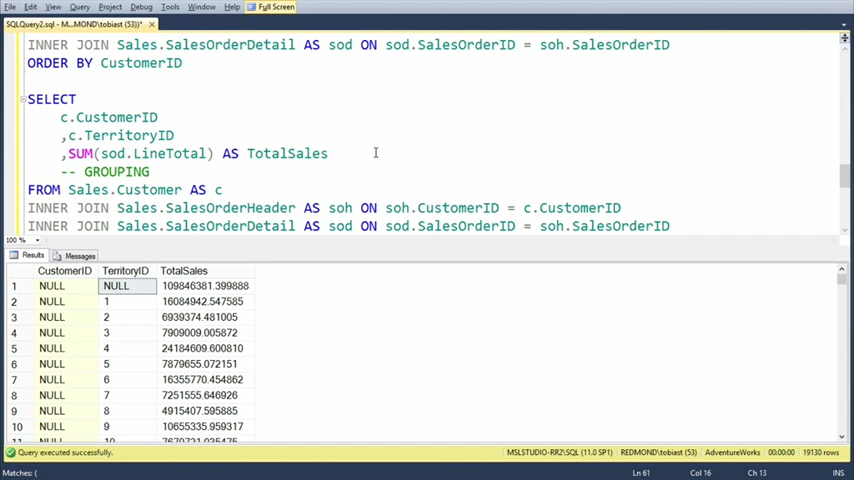 File Edit View Query Project Debug Tools Window Help Full Screen
SQLQuery2.sql - M...MOND\tobiast (53))*
INNER JOIN Sales.SalesOrderDetail AS sod ON sod.SalesOrderID = soh.SalesOrderID
ORDER BY CustomerID
SELECT
c.CustomerID
,c.TerritoryID
,SUM(sod.LineTotal) AS TotalSales
-- GROUPING
FROM Sales.Customer AS c
INNER JOIN Sales.SalesOrderHeader AS soh ON soh.CustomerID = c.CustomerID
INNER JOIN Sales.SalesOrderDetail AS sod ON sod.SalesOrderID = soh.SalesOrderID
100 %
Results Messages
CustomerID TerritoryID TotalSales
1 NULL NULL 109846381.399888
2 NULL 1 16084942.547585
3 NULL 2 6939374.481005
4 NULL 3 7909009.005872
5 NULL 4 24184609.600810
6 NULL 5 7879655.072151
7 NULL 6 16355770.454862
8 NULL 7 7251555.646926
9 NULL 8 4915407.595885
10 NULL 9 10655335.959317
11 NULL 10 7670721.035475
Query executed successfully. MSLSTUDIO-RR2\SQL (11.0 SP1) REDMOND\tobiast (53) AdventureWorks 00:00:00 19130 rows
Matches: ( Ln 61 Col 16 Ch 13 INS